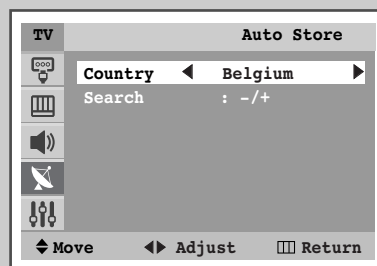 TV Auto Store
Country ◀ Belgium ▶
Search : -/+
Move Adjust Return